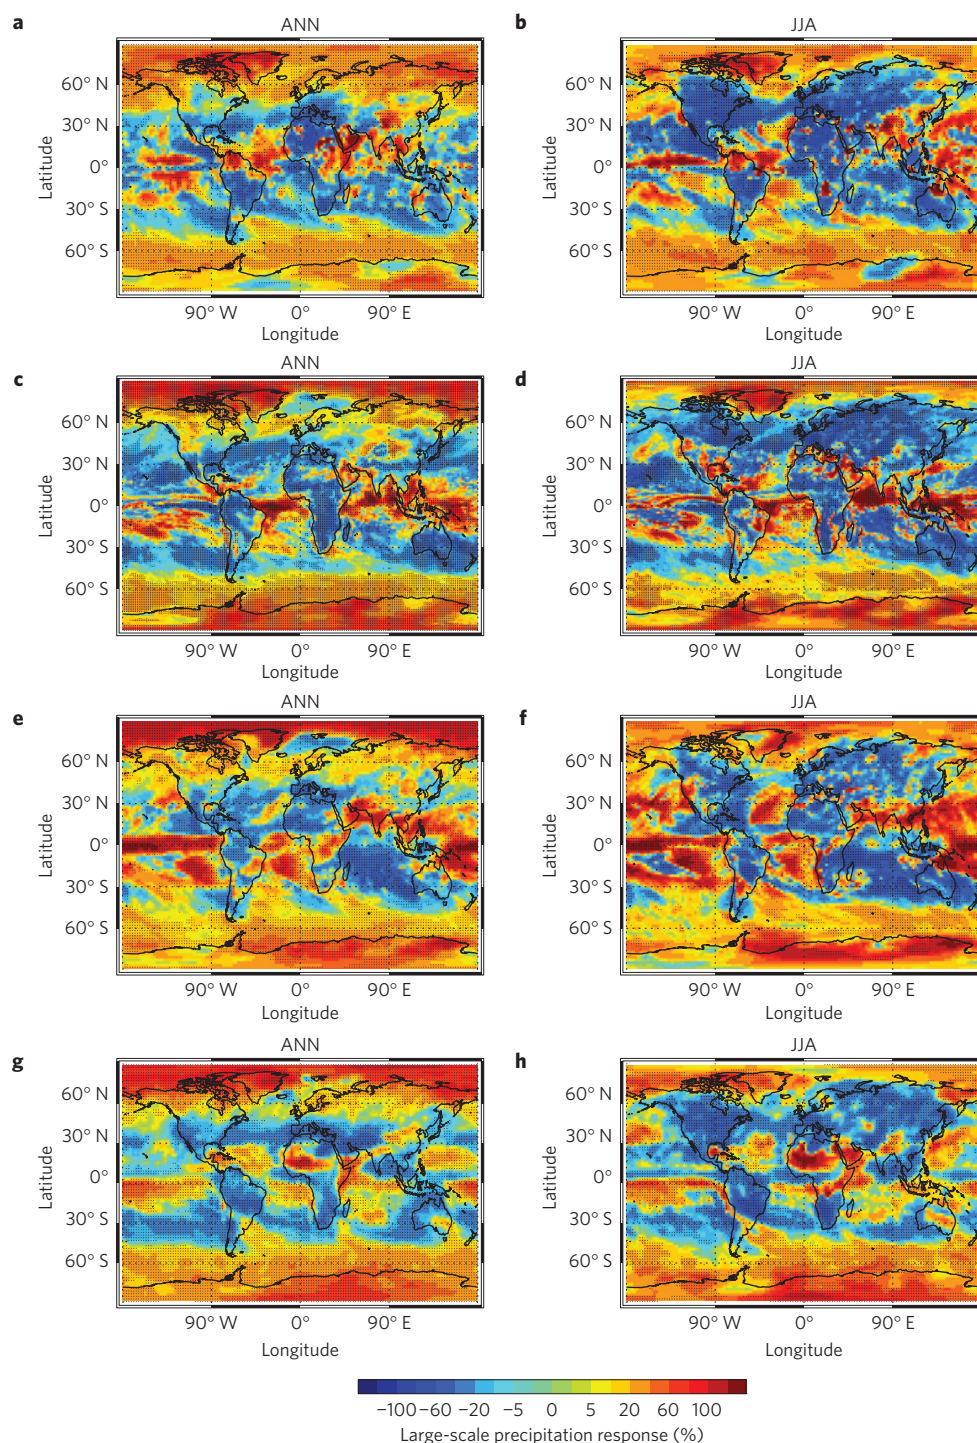 a ANN b JJA
60° N 60° N
30° N 30° N
0° 0°
30° S 30° S
60° S 60° S
Latitude Latitude
90° W 0° 90° E 90° W 0° 90° E
Longitude Longitude
c ANN d JJA
60° N 60° N
30° N 30° N
0° 0°
30° S 30° S
60° S 60° S
Latitude Latitude
90° W 0° 90° E 90° W 0° 90° E
Longitude Longitude
e ANN f JJA
60° N 60° N
30° N 30° N
0° 0°
30° S 30° S
60° S 60° S
Latitude Latitude
90° W 0° 90° E 90° W 0° 90° E
Longitude Longitude
g ANN h JJA
60° N 60° N
30° N 30° N
0° 0°
30° S 30° S
60° S 60° S
Latitude Latitude
90° W 0° 90° E 90° W 0° 90° E
Longitude Longitude
−100 −60 −20 −5 0 5 20 60 100
Large-scale precipitation response (%)